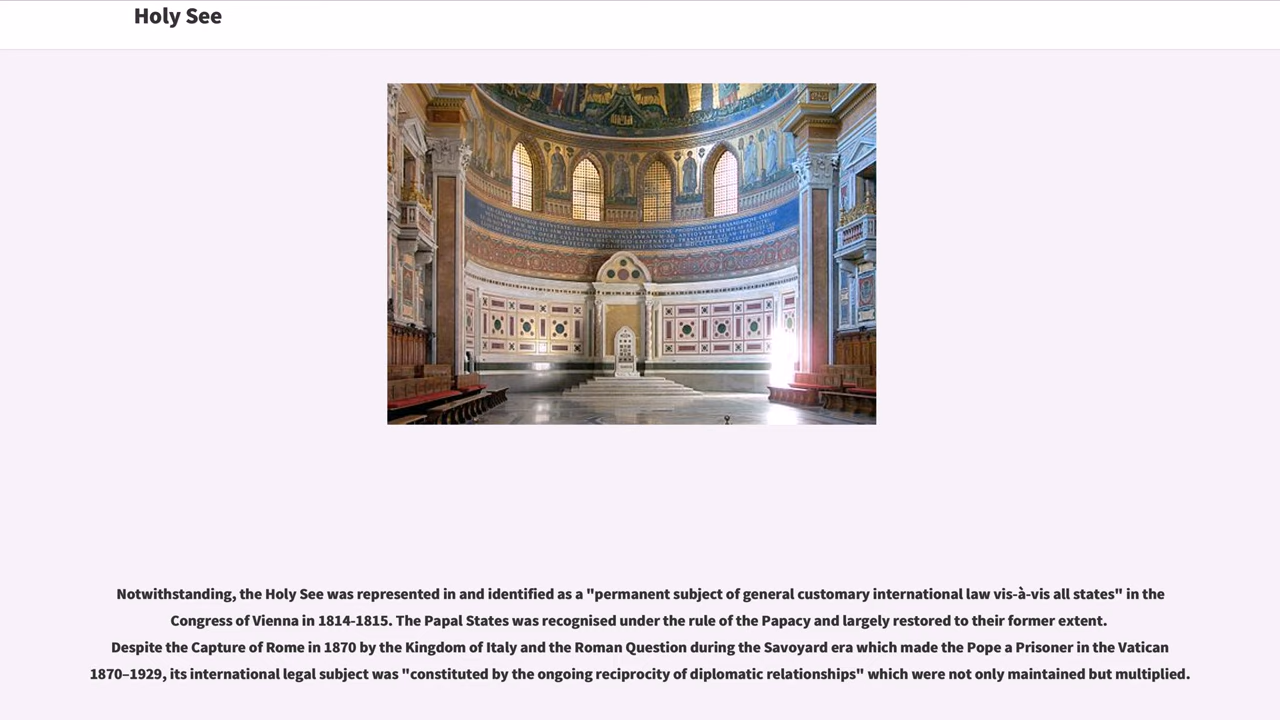 Holy See
Notwithstanding, the Holy See was represented in and identified as a "permanent subject of general customary international law vis-à-vis all states" in the
Congress of Vienna in 1814-1815. The Papal States was recognised under the rule of the Papacy and largely restored to their former extent.
Despite the Capture of Rome in 1870 by the Kingdom of Italy and the Roman Question during the Savoyard era which made the Pope a Prisoner in the Vatican
1870–1929, its international legal subject was "constituted by the ongoing reciprocity of diplomatic relationships" which were not only maintained but multiplied.